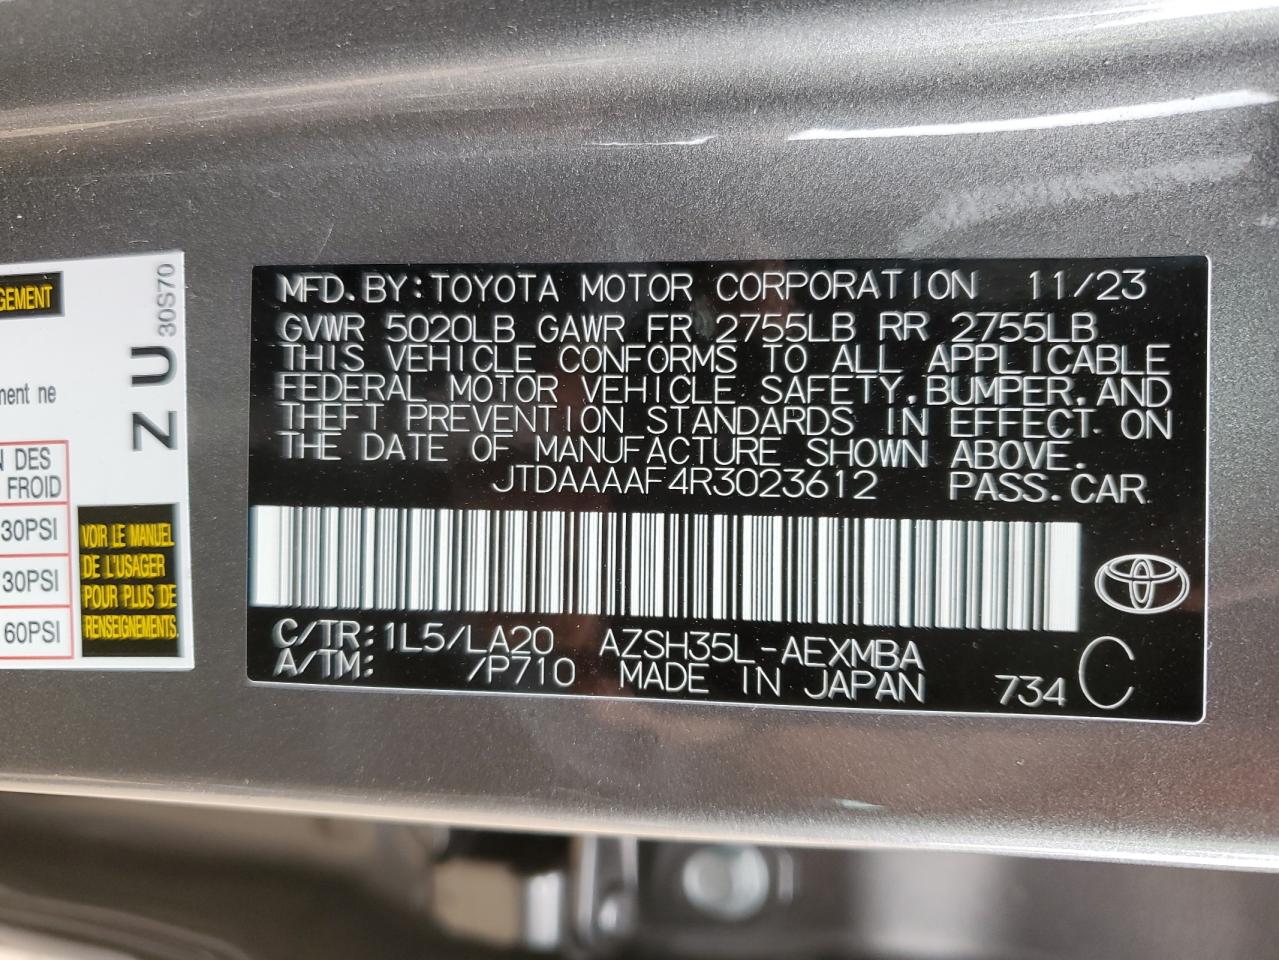 GEMENT
ment ne
N DES
FROID
30PSI
30PSI
60PSI
Z U 30S70
VOIR LE MANUEL
DE L'USAGER
POUR PLUS DE
RENSEIGNEMENTS.
MFD.BY:TOYOTA MOTOR CORPORATION 11/23
GVWR 5020LB GAWR FR 2755LB RR 2755LB
THIS VEHICLE CONFORMS TO ALL APPLICABLE
FEDERAL MOTOR VEHICLE SAFETY,BUMPER,AND
THEFT PREVENTION STANDARDS IN EFFECT ON
THE DATE OF MANUFACTURE SHOWN ABOVE.
JTDAAAAF4R3023612 PASS.CAR
C/TR:1L5/LA20 AZSH35L-AEXMBA
A/TM: /P710 MADE IN JAPAN 734 C